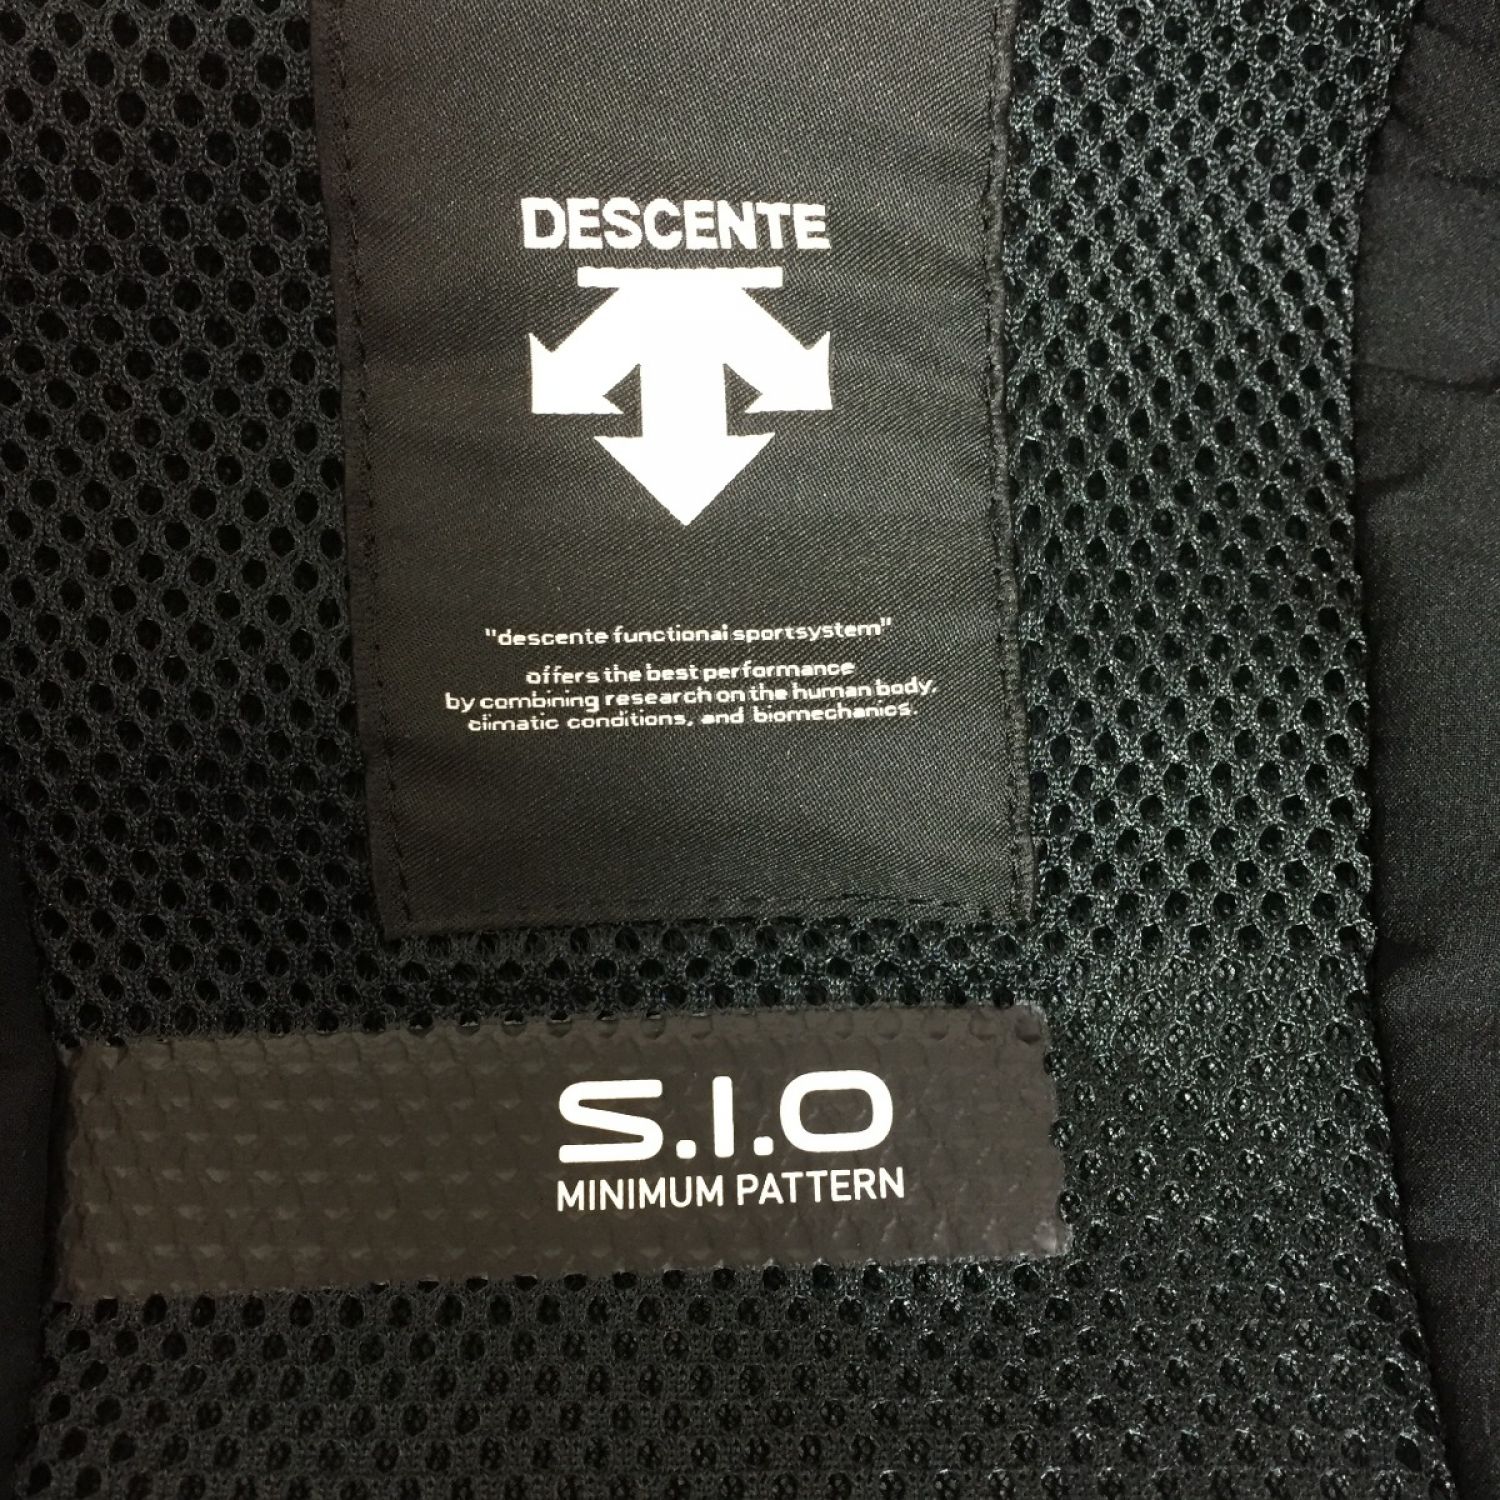 DESCENTE
"descente functional sportsystem"
offers the best performance
by combining research on the human body,
climatic conditions, and biomechanics.
S.I.O
MINIMUM PATTERN